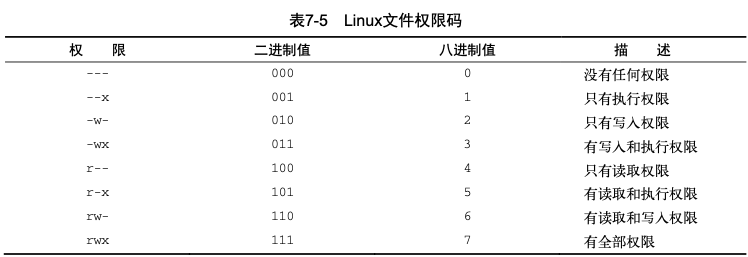 表7-5 Linux文件权限码
权 限 二进制值 八进制值 描 述
--- 000 0 没有任何权限
--x 001 1 只有执行权限
-w- 010 2 只有写入权限
-wx 011 3 有写入和执行权限
r-- 100 4 只有读取权限
r-x 101 5 有读取和执行权限
rw- 110 6 有读取和写入权限
rwx 111 7 有全部权限